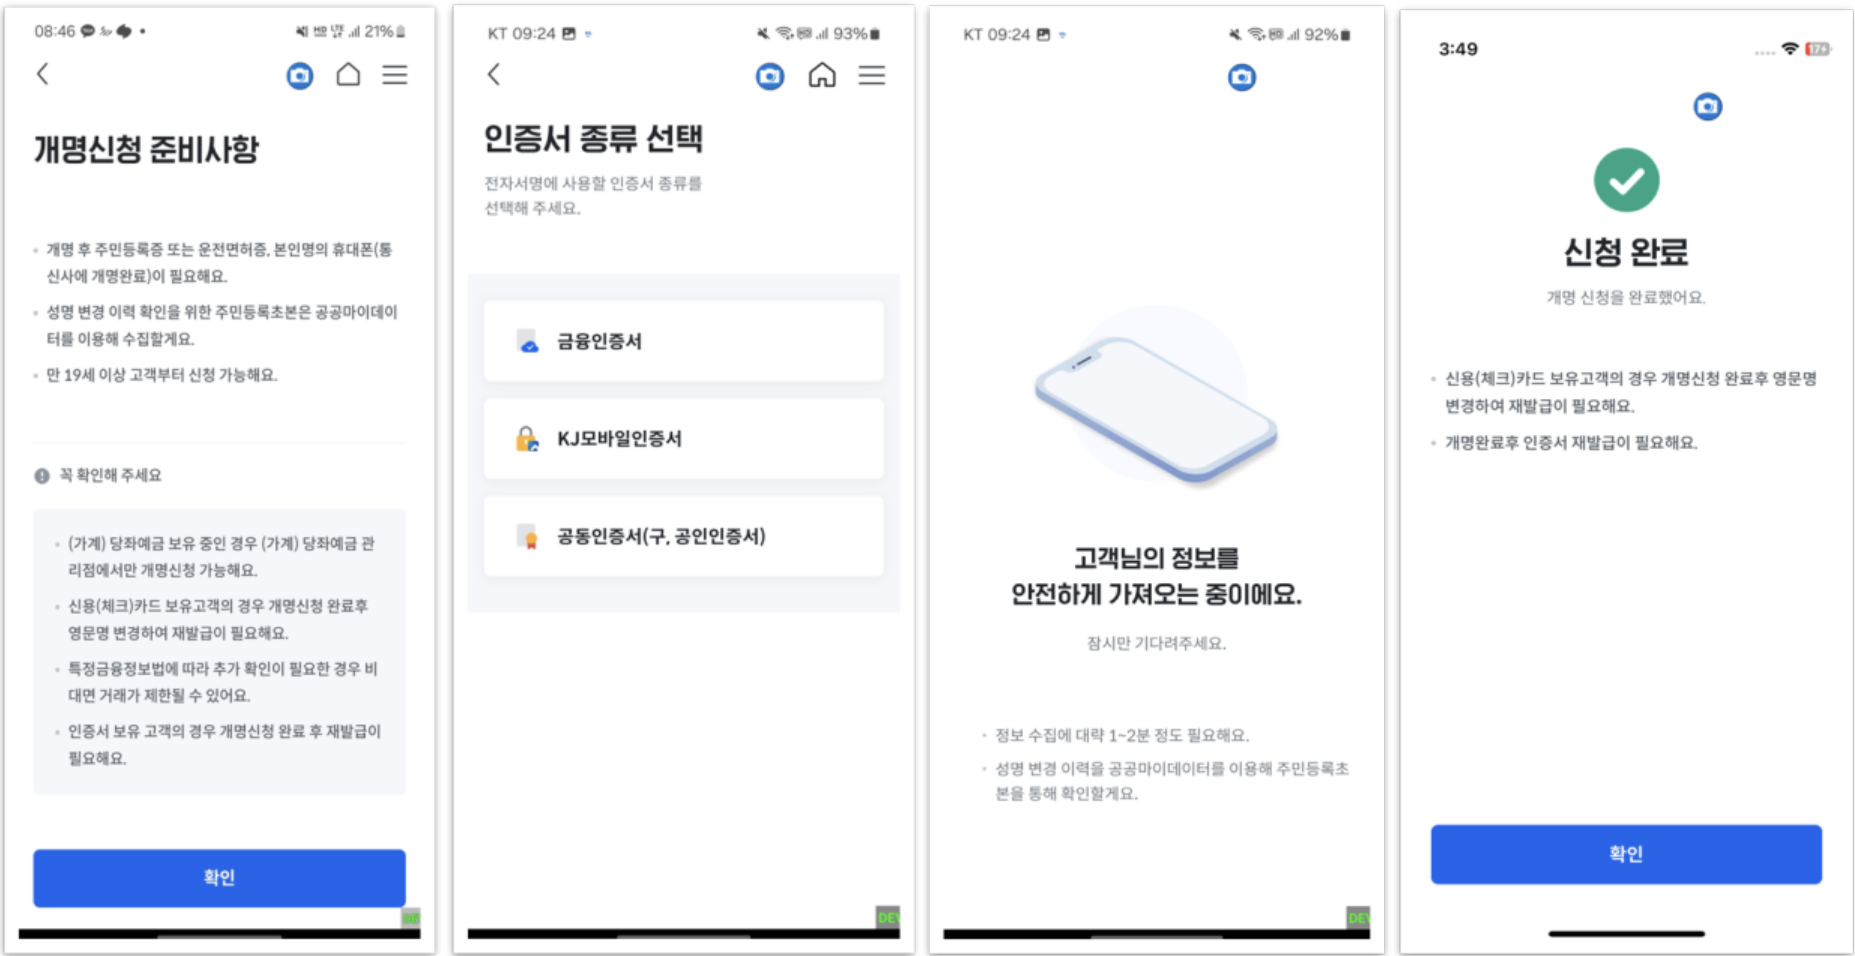 08:46
21%
개명신청 준비사항
개명 후 주민등록증 또는 운전면허증, 본인명의 휴대폰(통
신사에 개명완료)이 필요해요.
성명 변경 이력 확인을 위한 주민등록초본은 공공마이데이
터를 이용해 수집할게요.
만 19세 이상 고객부터 신청 가능해요.
꼭 확인해 주세요
(가계) 당좌예금 보유 중인 경우 (가계) 당좌예금 관
리점에서만 개명신청 가능해요.
신용(체크)카드 보유고객의 경우 개명신청 완료후
영문명 변경하여 재발급이 필요해요.
특정금융정보법에 따라 추가 확인이 필요한 경우 비
대면 거래가 제한될 수 있어요.
인증서 보유 고객의 경우 개명신청 완료 후 재발급이
필요해요.
확인
KT 09:24
93%
인증서 종류 선택
전자서명에 사용할 인증서 종류를
선택해 주세요.
금융인증서
KJ모바일인증서
공동인증서(구, 공인인증서)
DEV
KT 09:24
92%
고객님의 정보를
안전하게 가져오는 중이에요.
잠시만 기다려주세요.
정보 수집에 대략 1~2분 정도 필요해요.
성명 변경 이력을 공공마이데이터를 이용해 주민등록초
본을 통해 확인할게요.
DEV
3:49
17
신청 완료
개명 신청을 완료했어요.
신용(체크)카드 보유고객의 경우 개명신청 완료후 영문명
변경하여 재발급이 필요해요.
개명완료후 인증서 재발급이 필요해요.
확인